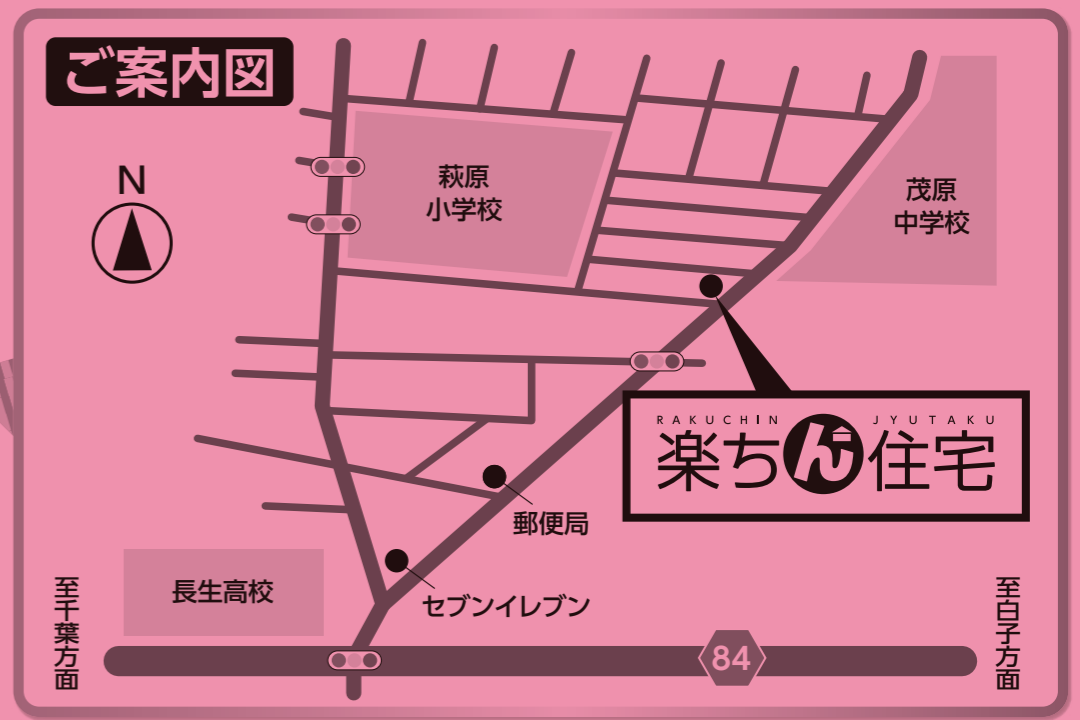 ご案内図
N
萩原
小学校
茂原
中学校
RAKUCHIN JYUTAKU
楽ちん住宅
郵便局
セブンイレブン
長生高校
至千葉方面
84
至白子方面